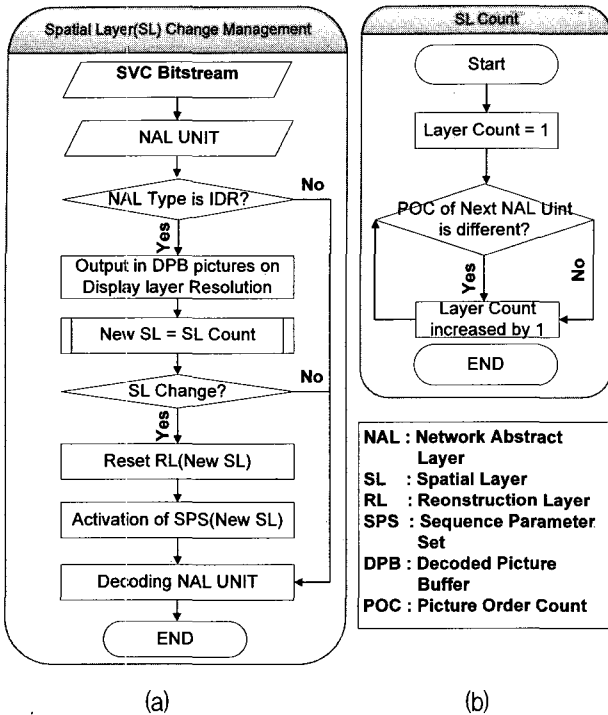 Spatial Layer(SL) Change Management
SVC Bitstream
NAL UNIT
NAL Type is IDR?
No
Yes
Output in DPB pictures on
Display layer Resolution
New SL = SL Count
SL Change?
No
Yes
Reset RL(New SL)
Activation of SPS(New SL)
Decoding NAL UNIT
END
(a)
SL Count
Start
Layer Count = 1
POC of Next NAL Uint
is different?
Yes
No
Layer Count
increased by 1
END
NAL : Network Abstract
Layer
SL : Spatial Layer
RL : Reonstruction Layer
SPS : Sequence Parameter
Set
DPB : Decoded Picture
Buffer
POC : Picture Order Count
(b)